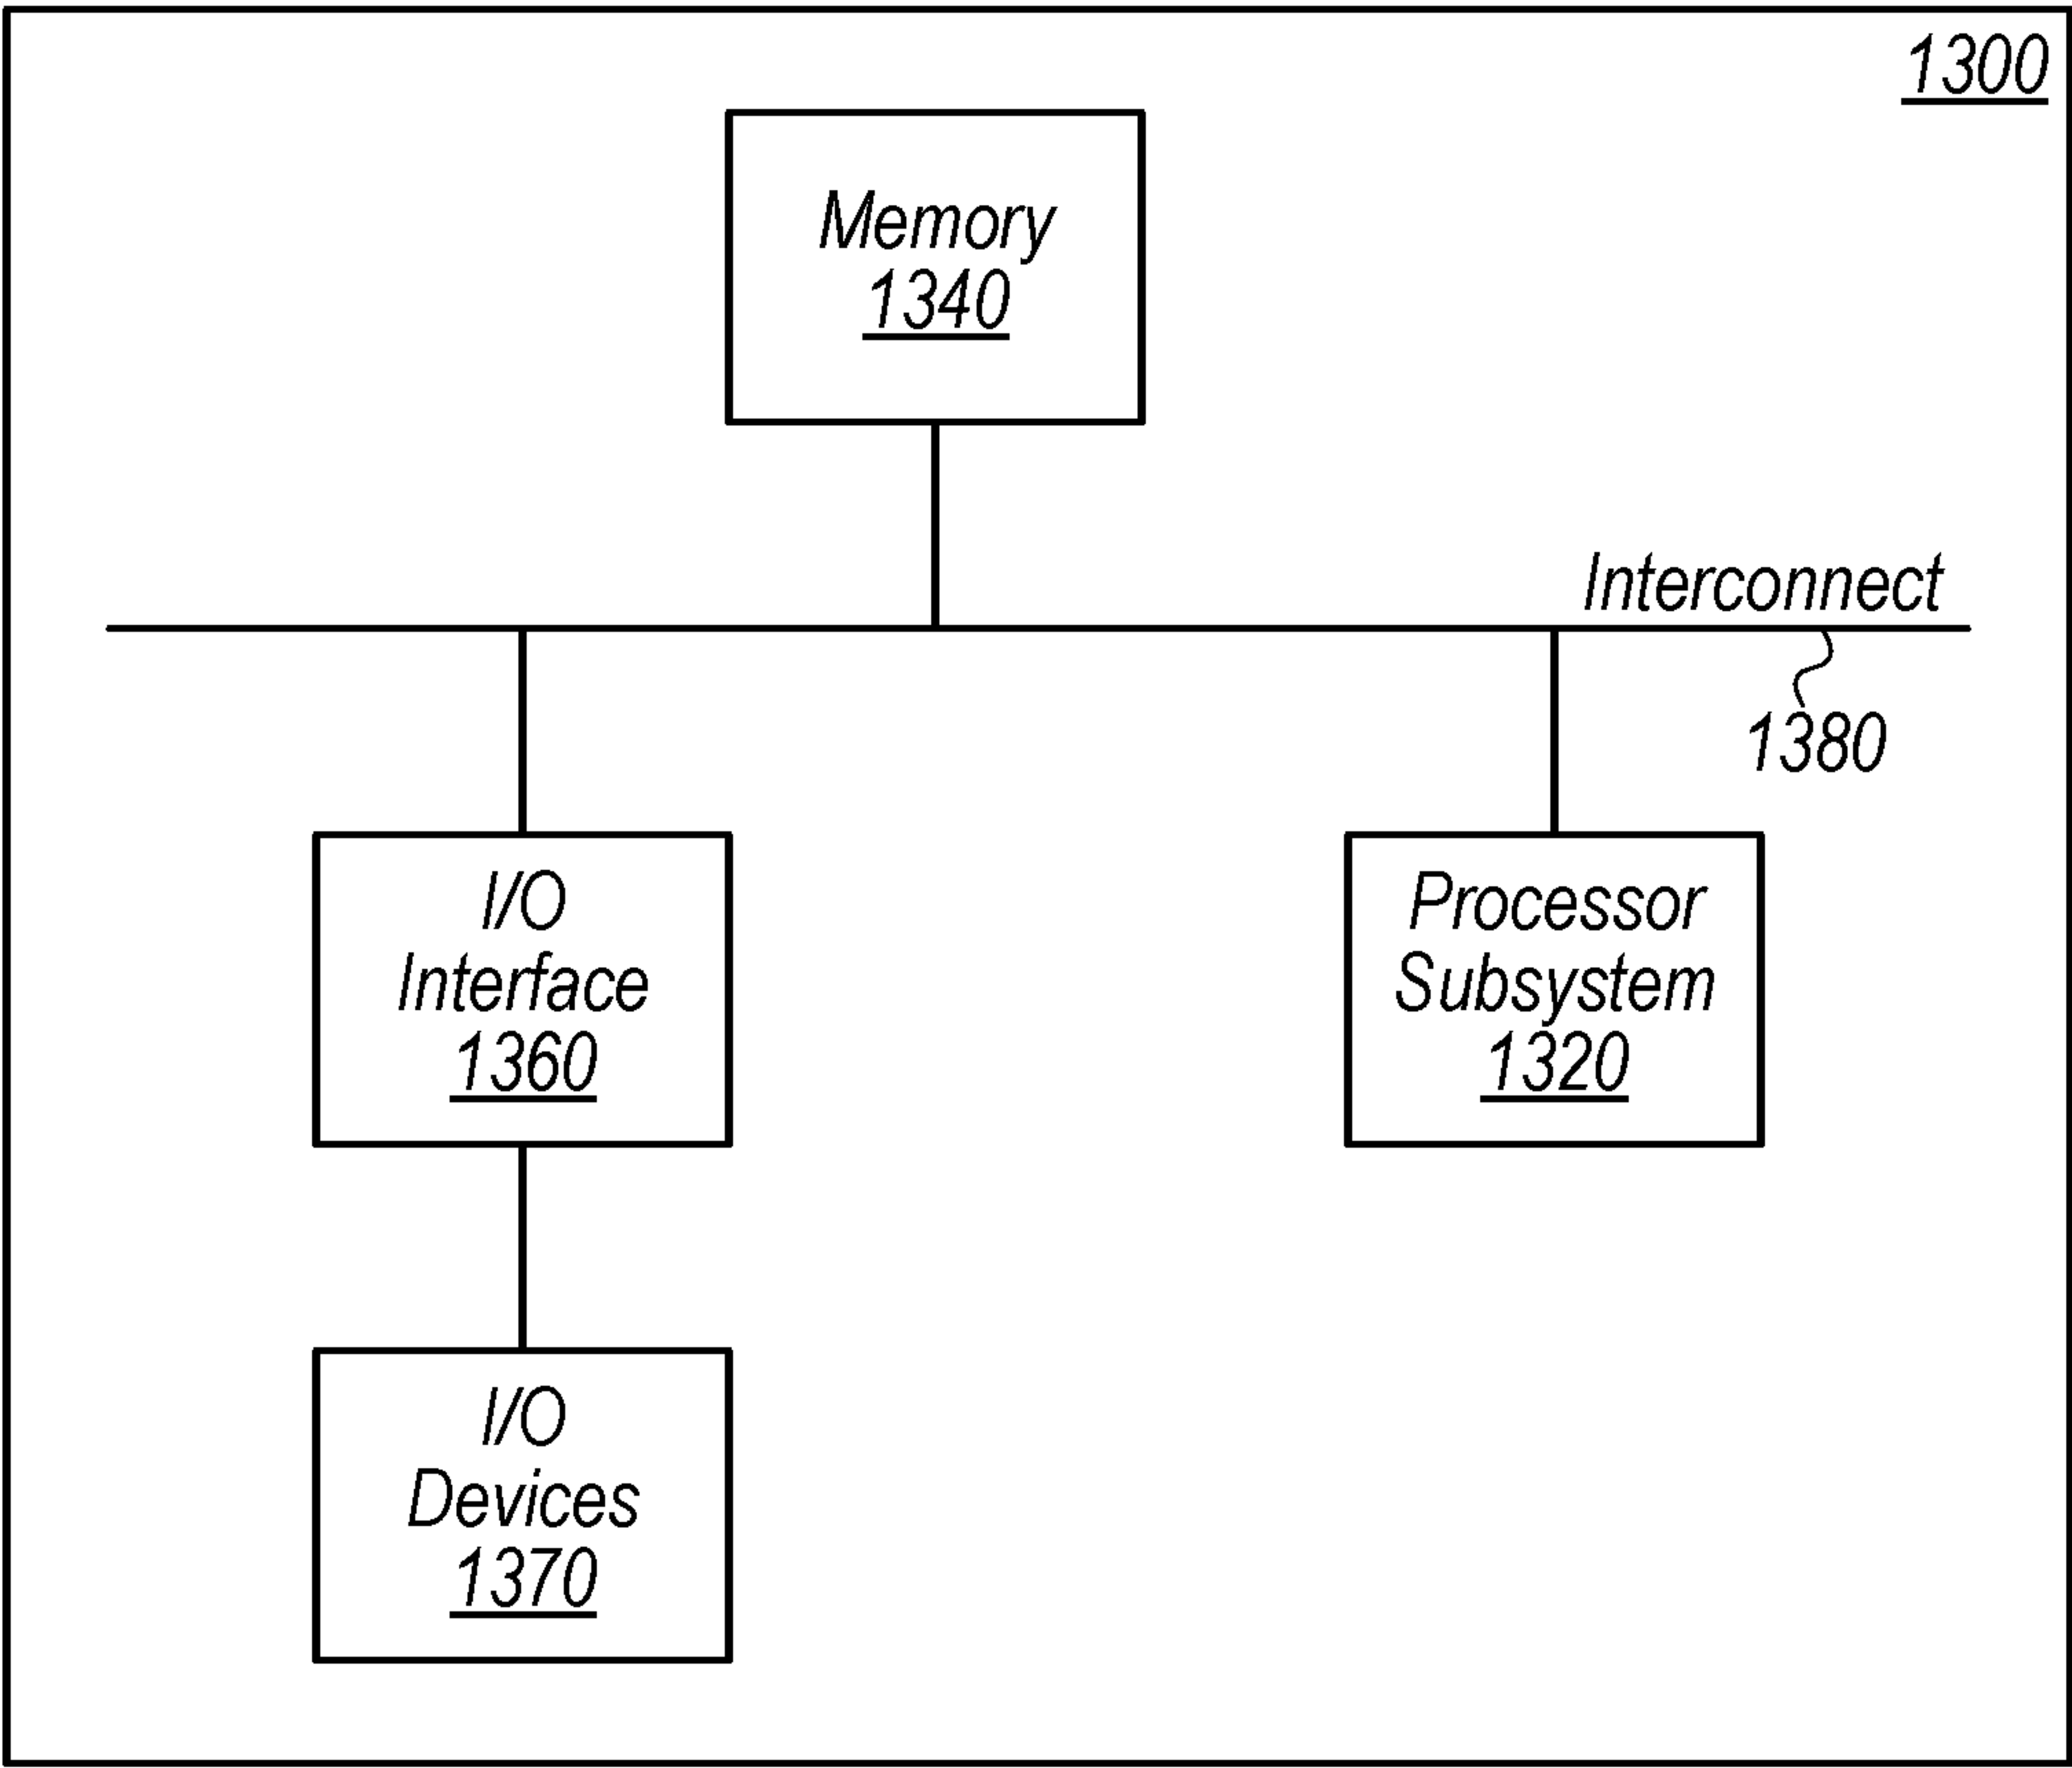 1300
Memory
1340
Interconnect
1380
I/O
Interface
1360
Processor
Subsystem
1320
I/O
Devices
1370